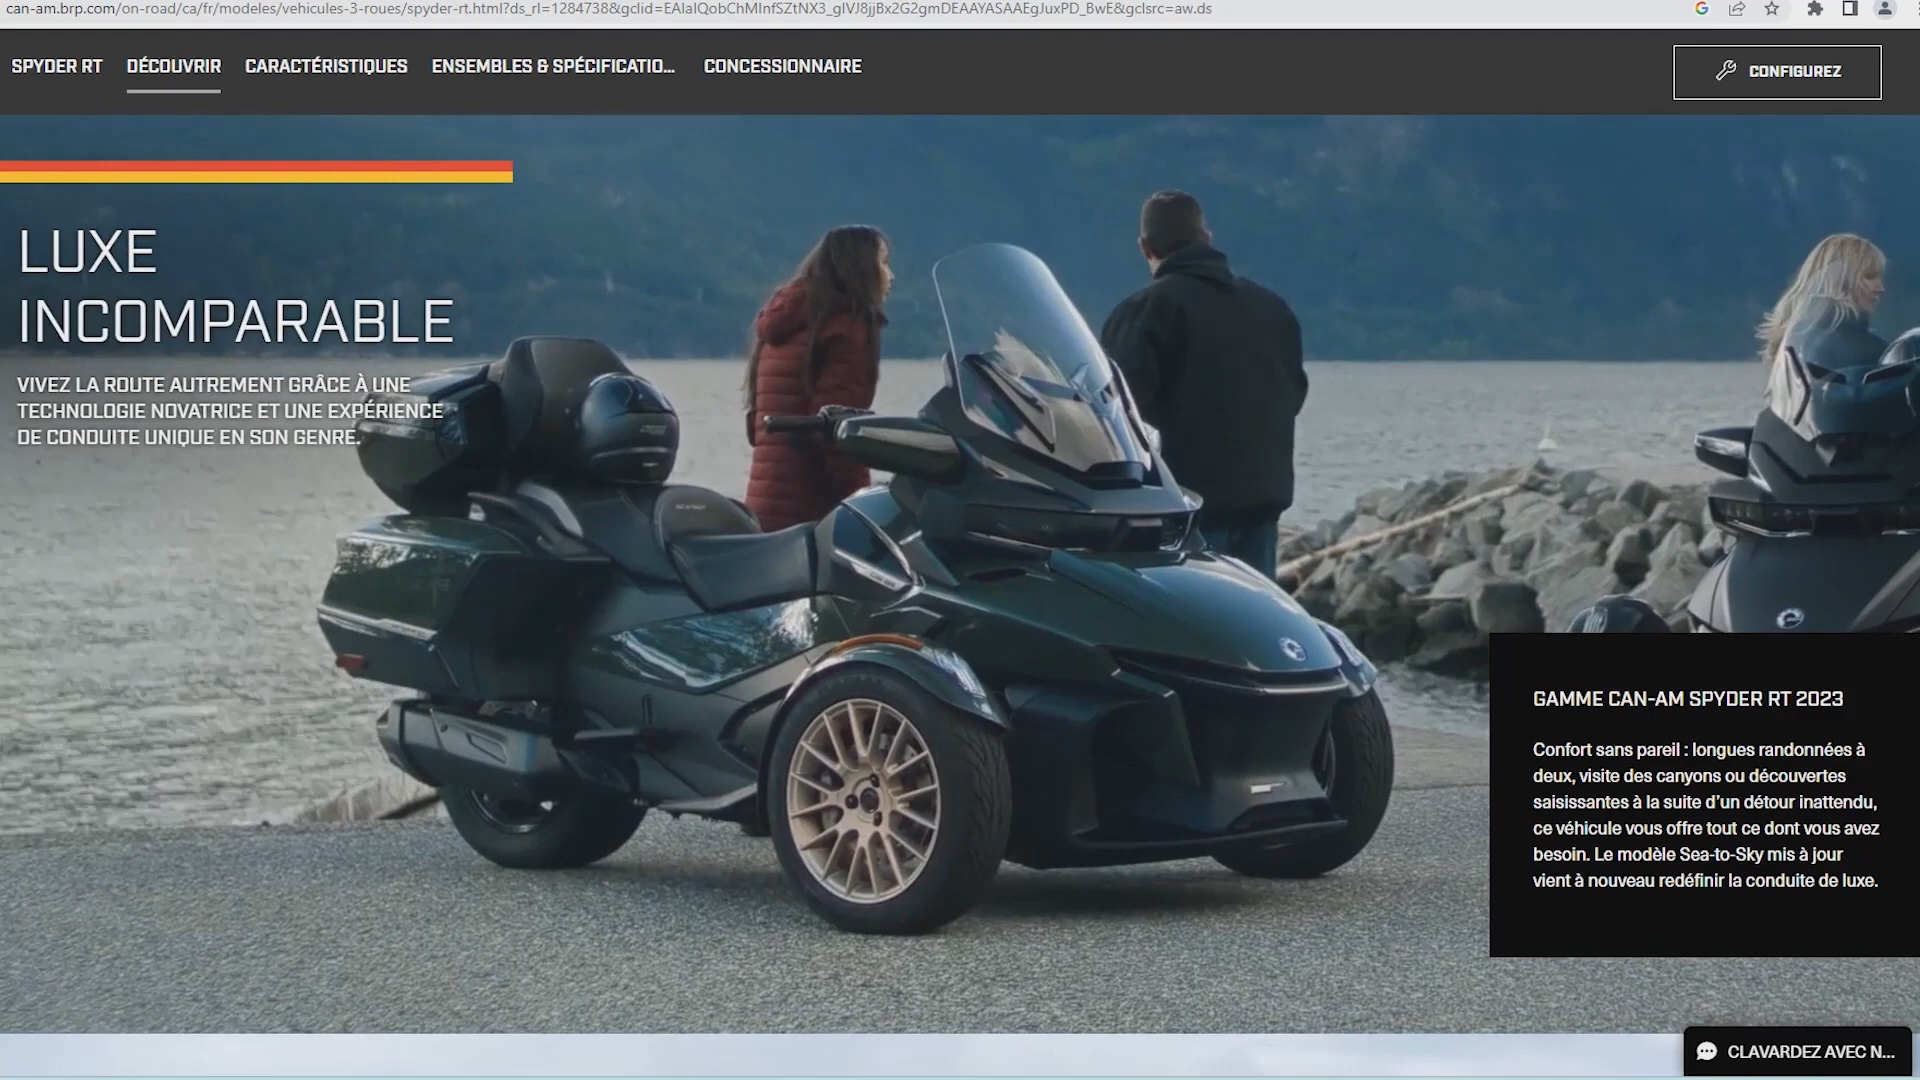 can-am.brp.com/on-road/ca/fr/modeles/vehicules-3-roues/spyder-rt.html?ds_rl=1284738&gclid=EAIaIQobChMInfSZtNX3_gIVJ8jjBx2G2gmDEAAYASAAEgJuxPD_BwE&gclsrc=aw.ds
SPYDER RT DÉCOUVRIR CARACTÉRISTIQUES ENSEMBLES & SPÉCIFICATIO... CONCESSIONNAIRE CONFIGUREZ
LUXE
INCOMPARABLE
VIVEZ LA ROUTE AUTREMENT GRÂCE À UNE
TECHNOLOGIE NOVATRICE ET UNE EXPÉRIENCE
DE CONDUITE UNIQUE EN SON GENRE.
GAMME CAN-AM SPYDER RT 2023
Confort sans pareil : longues randonnées à
deux, visite des canyons ou découvertes
saisissantes à la suite d'un détour inattendu,
ce véhicule vous offre tout ce dont vous avez
besoin. Le modèle Sea-to-Sky mis à jour
vient à nouveau redéfinir la conduite de luxe.
CLAVARDEZ AVEC N...